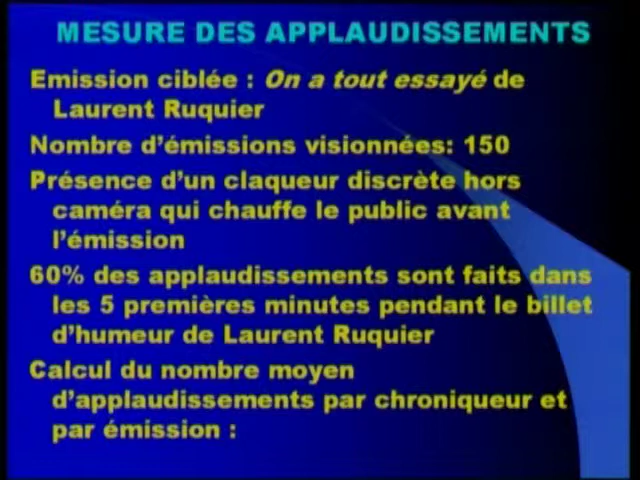 MESURE DES APPLAUDISSEMENTS
Emission ciblée : On a tout essayé de
Laurent Ruquier
Nombre d'émissions visionnées: 150
Présence d'un claqueur discrète hors
caméra qui chauffe le public avant
l'émission
60% des applaudissements sont faits dans
les 5 premières minutes pendant le billet
d'humeur de Laurent Ruquier
Calcul du nombre moyen
d'applaudissements par chroniqueur et
par émission :